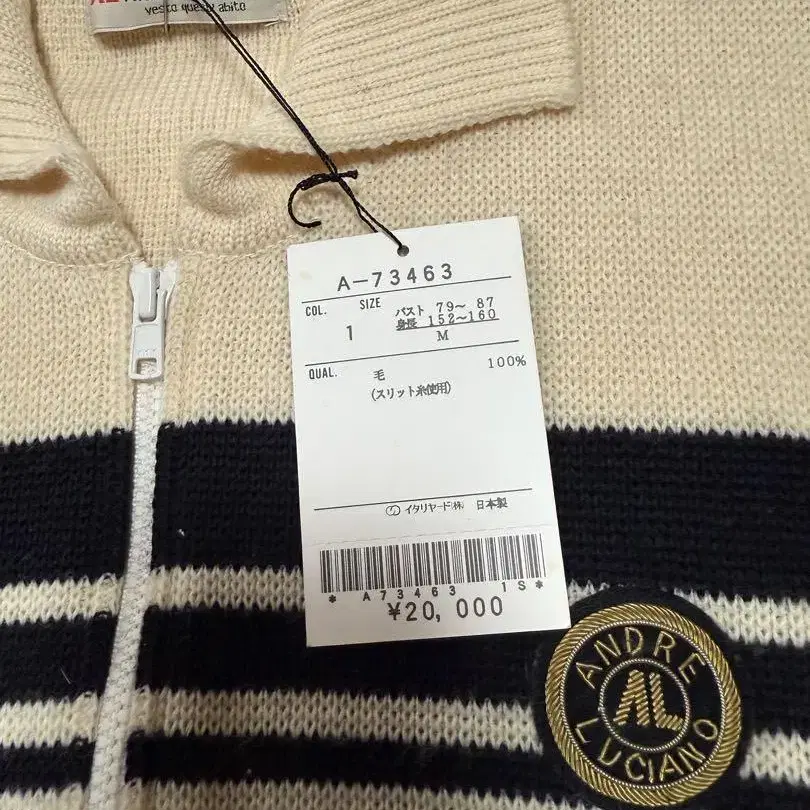 vesto questo abito
A-73463
COL. SIZE バスト 79～ 87
1 身長 152～160
M
QUAL. 毛 100%
(スリット糸使用)
イタリヤード(株) 日本製
* A73463 1S*
¥20,000
ANDRE
AL
LUCIANO